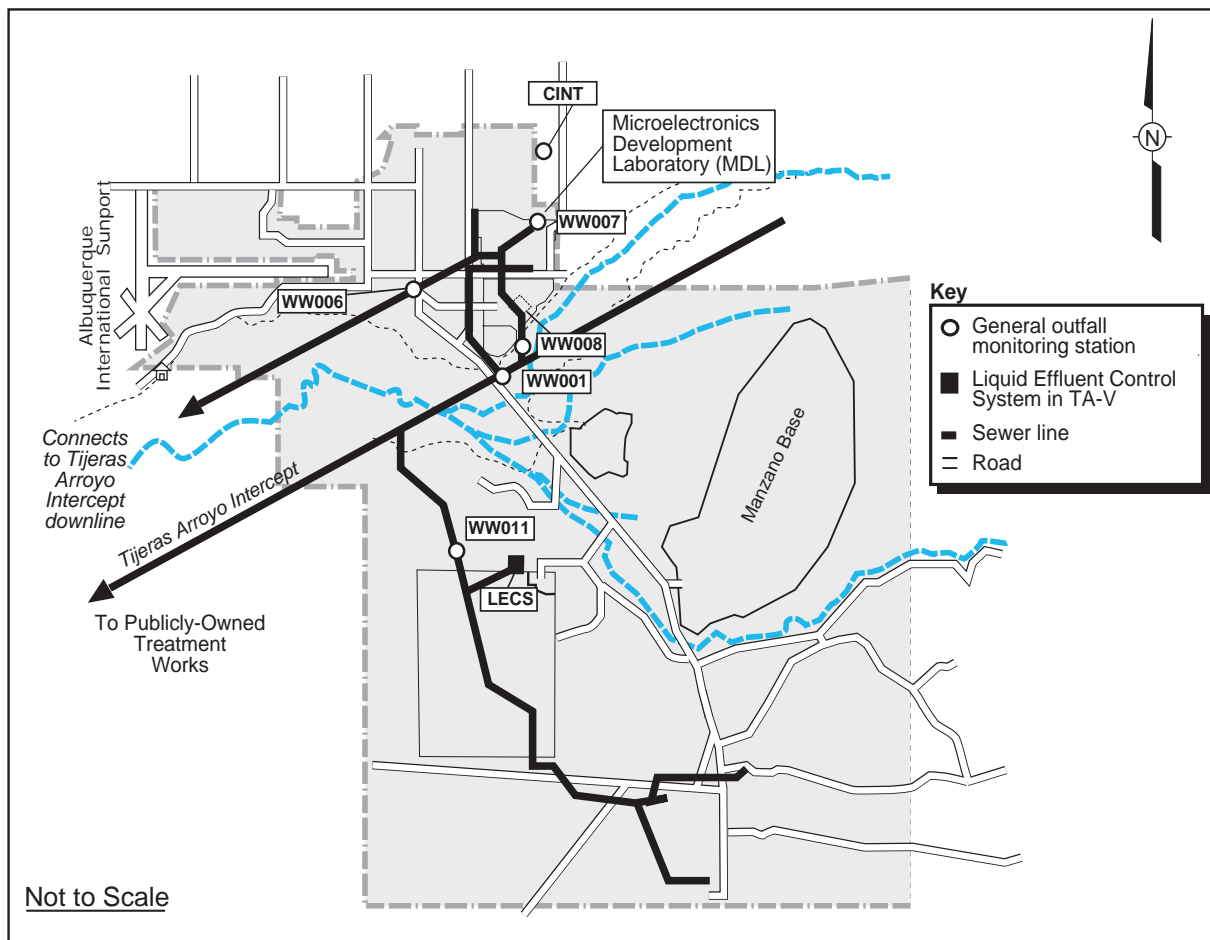 CINT
Microelectronics
Development
Laboratory (MDL)
N
WW007
Albuquerque
International Sunport
WW006
WW008
WW001
Key
General outfall
monitoring station
Liquid Effluent Control
System in TA-V
Sewer line
Road
Connects
to Tijeras
Arroyo
Intercept
downline
Tijeras Arroyo Intercept
Manzano Base
WW011
LECS
To Publicly-Owned
Treatment
Works
Not to Scale